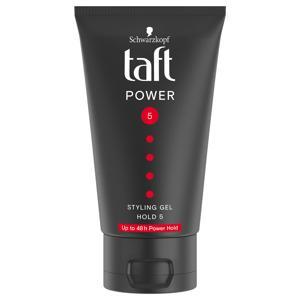 Schwarzkopf
taft
POWER
5
STYLING GEL
HOLD 5
Up to 48h Power Hold